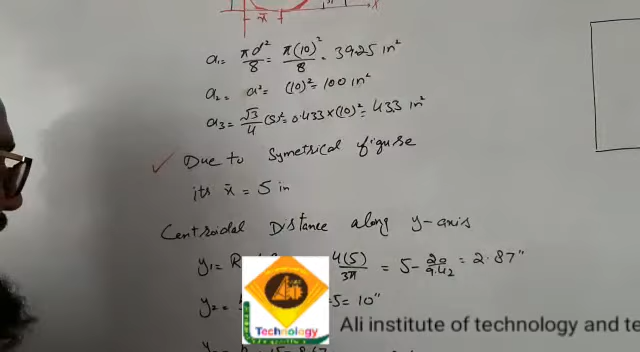 x̄
x
a₁ = πd²/8 = π(10)²/8 = 39.25 in²
a₂ = a² = (10)² = 100 in²
a₃ = √3/4 (s)² = 0.433×(10)² = 43.3 in²
Due to Symetrical figure
its x̄ = 5 in
Centroidal Distance along y-axis
y₁ = R 4(5)/3π = 5 - 20/9.42 = 2.87"
y₂ = 5 = 10"
Technology
Ali institute of technology and te